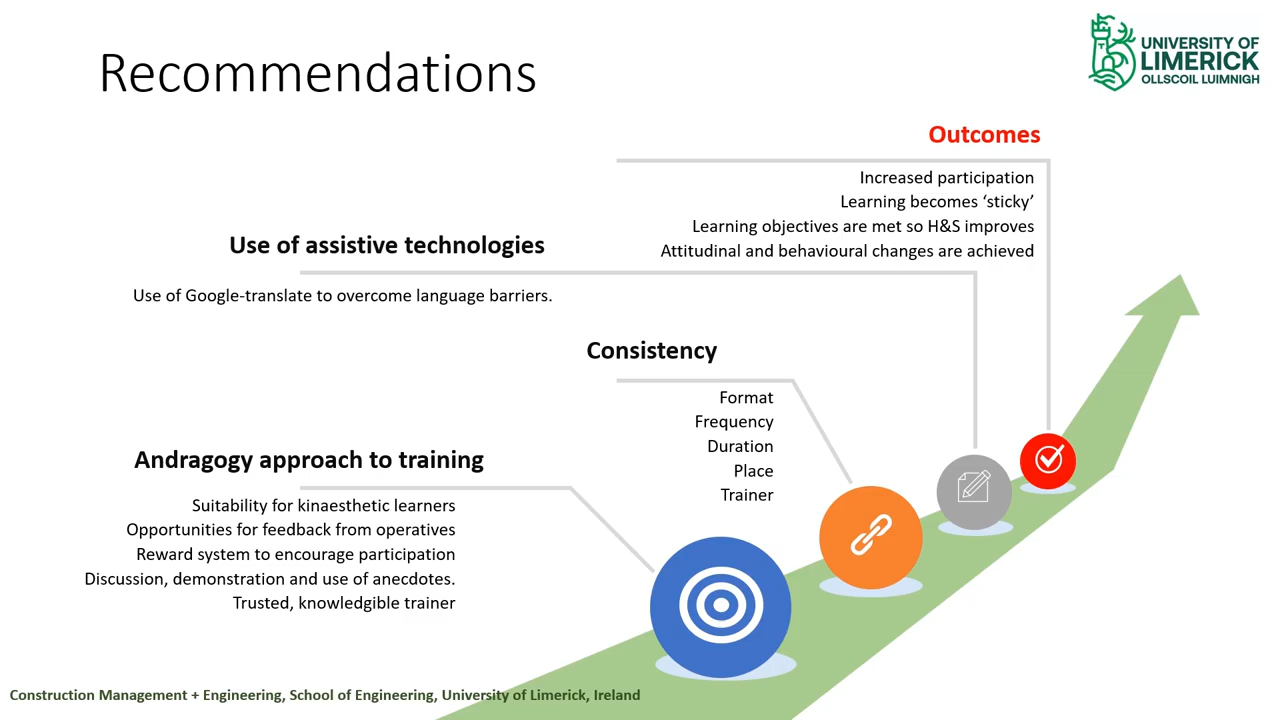 Recommendations
UNIVERSITY OF
LIMERICK
OLLSCOIL LUIMNIGH
Outcomes
Increased participation
Learning becomes ‘sticky’
Learning objectives are met so H&S improves
Attitudinal and behavioural changes are achieved
Use of assistive technologies
Use of Google-translate to overcome language barriers.
Consistency
Format
Frequency
Duration
Place
Trainer
Andragogy approach to training
Suitability for kinaesthetic learners
Opportunities for feedback from operatives
Reward system to encourage participation
Discussion, demonstration and use of anecdotes.
Trusted, knowledgible trainer
Construction Management + Engineering, School of Engineering, University of Limerick, Ireland